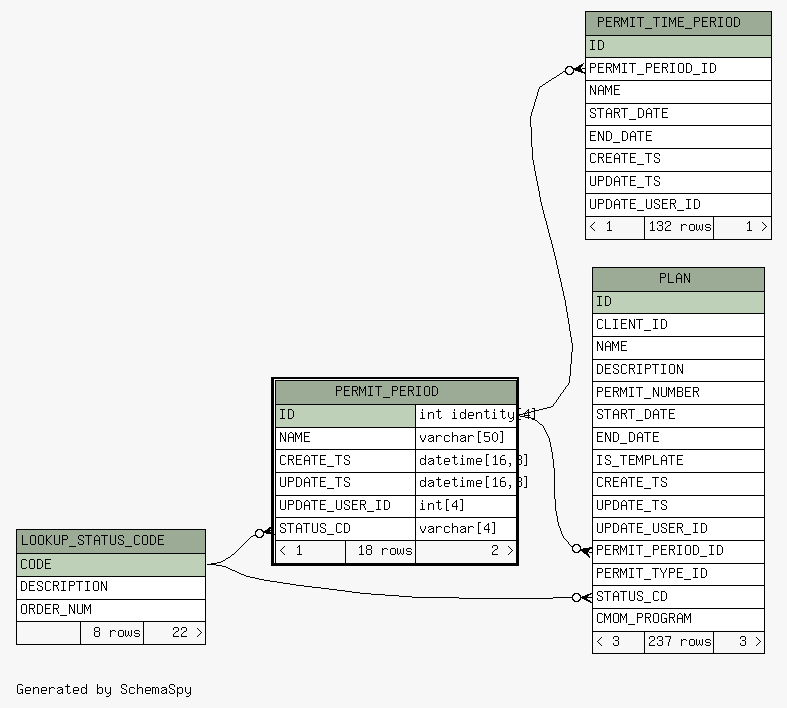 PERMIT_TIME_PERIOD
ID
PERMIT_PERIOD_ID
NAME
START_DATE
END_DATE
CREATE_TS
UPDATE_TS
UPDATE_USER_ID
< 1 132 rows 1 >
PLAN
ID
CLIENT_ID
NAME
DESCRIPTION
PERMIT_NUMBER
START_DATE
END_DATE
IS_TEMPLATE
CREATE_TS
UPDATE_TS
UPDATE_USER_ID
PERMIT_PERIOD_ID
PERMIT_TYPE_ID
STATUS_CD
CMOM_PROGRAM
< 3 237 rows 3 >
PERMIT_PERIOD
ID int identity[4]
NAME varchar[50]
CREATE_TS datetime[16,3]
UPDATE_TS datetime[16,3]
UPDATE_USER_ID int[4]
STATUS_CD varchar[4]
< 1 18 rows 2 >
LOOKUP_STATUS_CODE
CODE
DESCRIPTION
ORDER_NUM
8 rows 22 >
Generated by SchemaSpy